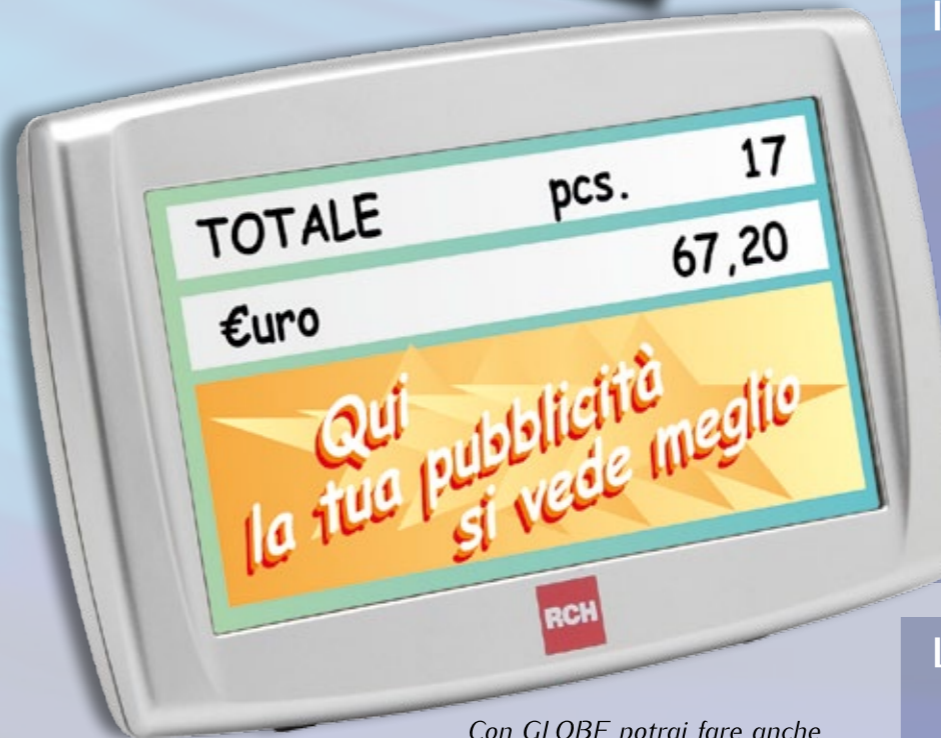 TOTALE pcs. 17
€uro 67,20
Qui
la tua pubblicità
si vede meglio
RCH
Con GLOBE potrai fare anche